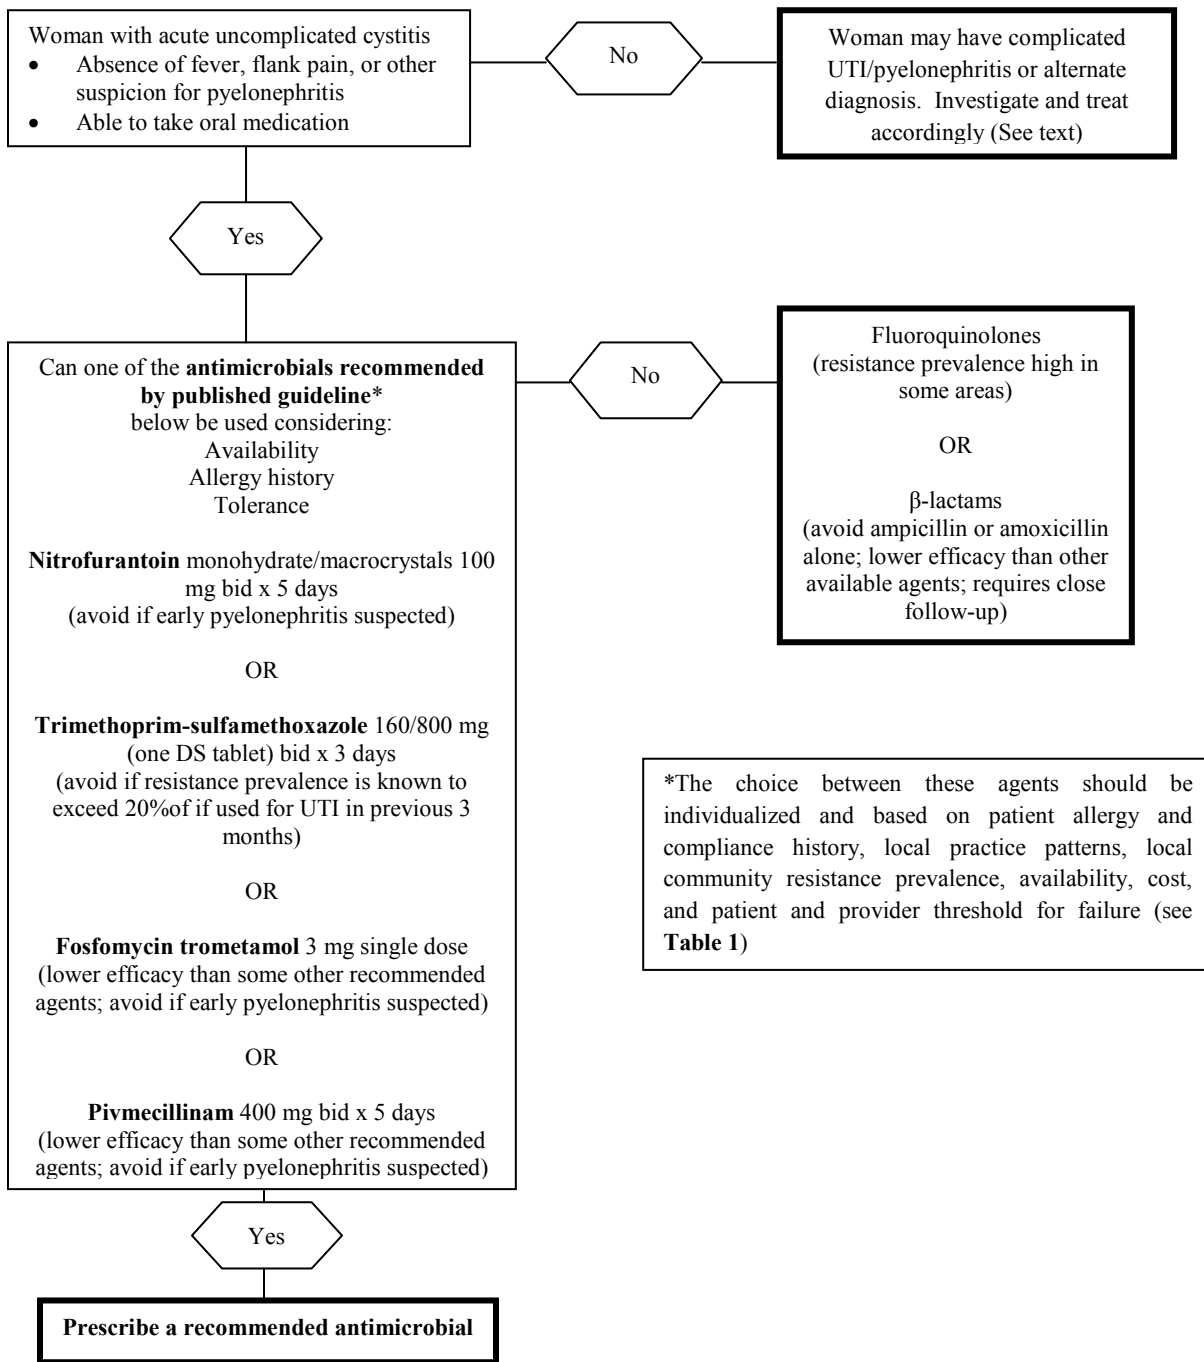 Woman with acute uncomplicated cystitis
• Absence of fever, flank pain, or other
suspicion for pyelonephritis
• Able to take oral medication
No
Woman may have complicated
UTI/pyelonephritis or alternate
diagnosis. Investigate and treat
accordingly (See text)
Yes
Can one of the antimicrobials recommended
by published guideline*
below be used considering:
Availability
Allergy history
Tolerance
Nitrofurantoin monohydrate/macrocrystals 100
mg bid x 5 days
(avoid if early pyelonephritis suspected)
OR
Trimethoprim-sulfamethoxazole 160/800 mg
(one DS tablet) bid x 3 days
(avoid if resistance prevalence is known to
exceed 20%of if used for UTI in previous 3
months)
OR
Fosfomycin trometamol 3 mg single dose
(lower efficacy than some other recommended
agents; avoid if early pyelonephritis suspected)
OR
Pivmecillinam 400 mg bid x 5 days
(lower efficacy than some other recommended
agents; avoid if early pyelonephritis suspected)
No
Fluoroquinolones
(resistance prevalence high in
some areas)
OR
β-lactams
(avoid ampicillin or amoxicillin
alone; lower efficacy than other
available agents; requires close
follow-up)
*The choice between these agents should be
individualized and based on patient allergy and
compliance history, local practice patterns, local
community resistance prevalence, availability, cost,
and patient and provider threshold for failure (see
Table 1)
Yes
Prescribe a recommended antimicrobial